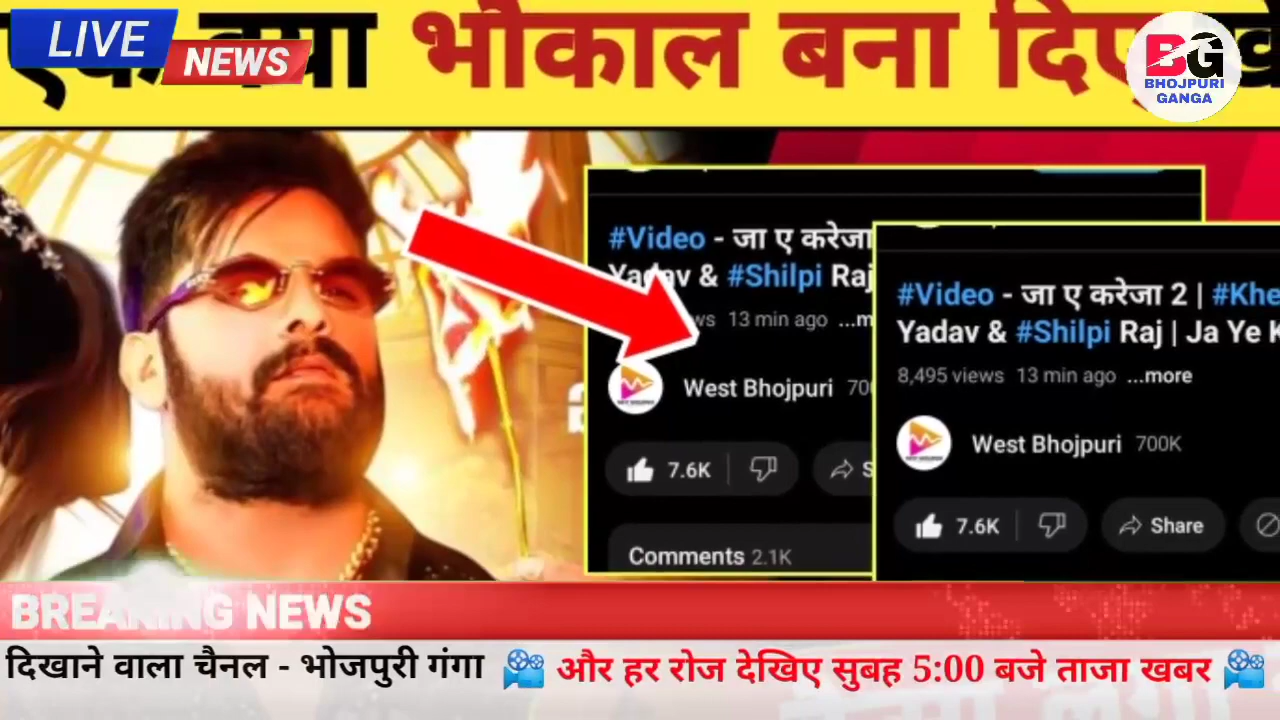 LIVE
NEWS
भौकाल बना दिए
BG
BHOJPURI
GANGA
#Video - जा ए करेजा
Yadav & #Shilpi Raj
13 min ago
West Bhojpuri
7.6K
Comments 2.1K
#Video - जा ए करेजा 2 | #Khe
Yadav & #Shilpi Raj | Ja Ye
8,495 views 13 min ago ...more
West Bhojpuri 700K
7.6K
Share
BREAKING NEWS
दिखाने वाला चैनल - भोजपुरी गंगा और हर रोज देखिए सुबह 5:00 बजे ताजा खबर